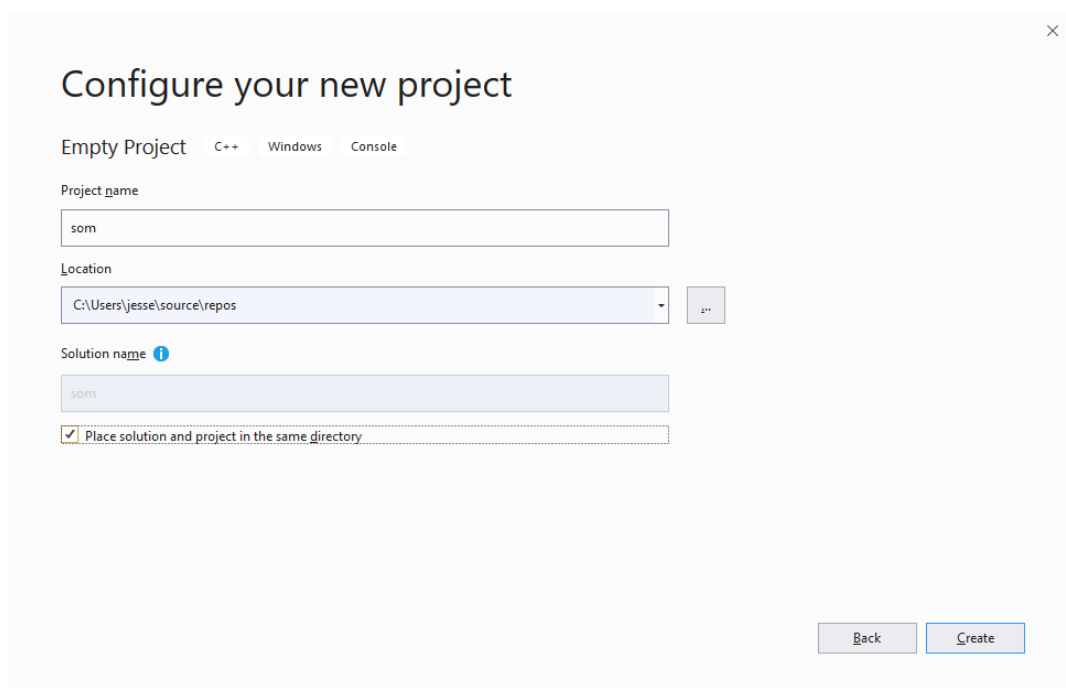 Configure your new project
Empty Project C++ Windows Console
Project name
som
Location
C:\Users\jesse\source\repos
...
Solution name
som
Place solution and project in the same directory
Back Create